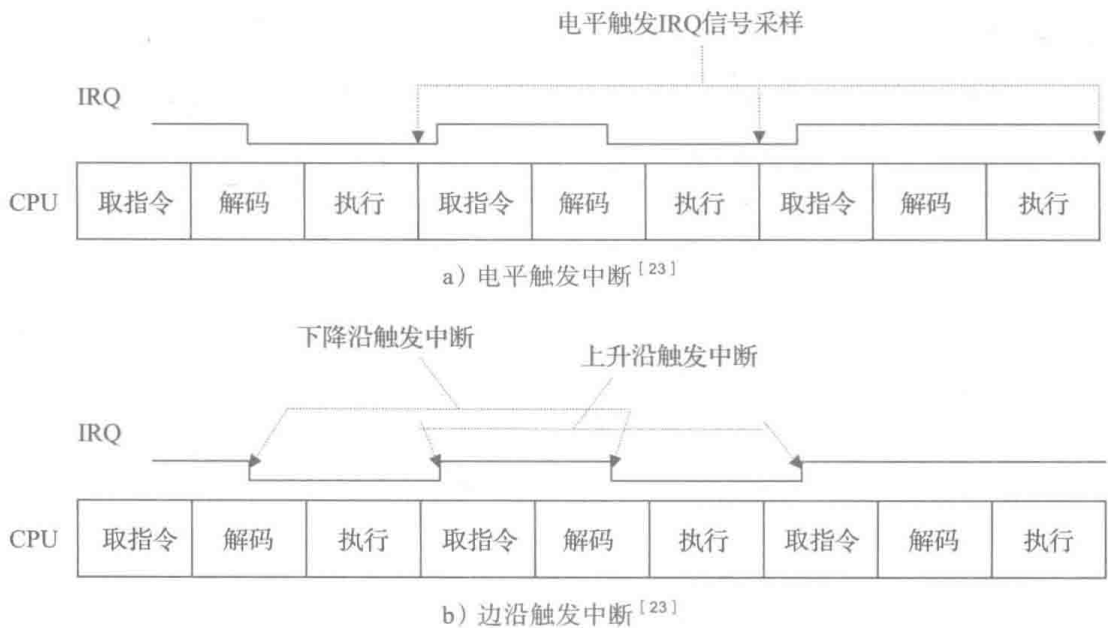 电平触发IRQ信号采样
IRQ
CPU 取指令 解码 执行 取指令 解码 执行 取指令 解码 执行
a）电平触发中断[23]
下降沿触发中断
上升沿触发中断
IRQ
CPU 取指令 解码 执行 取指令 解码 执行 取指令 解码 执行
b）边沿触发中断[23]